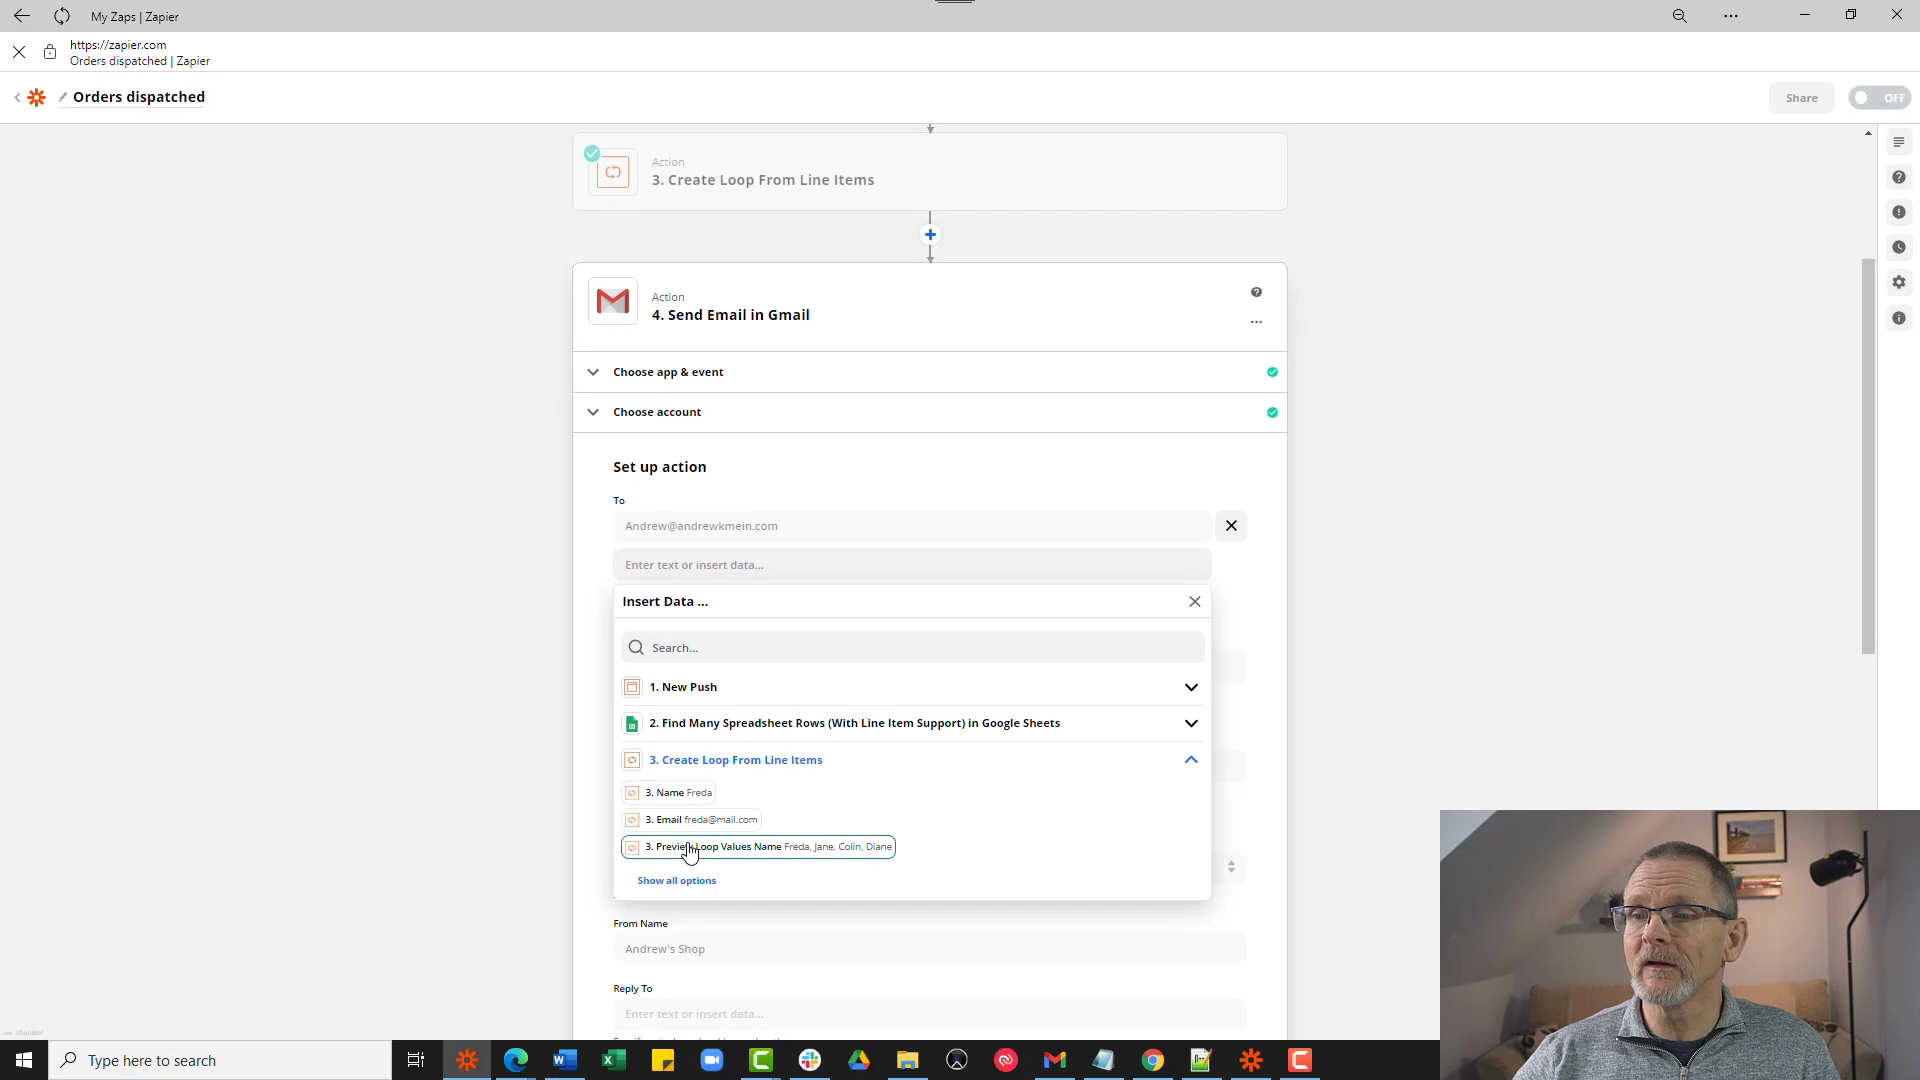 My Zaps | Zapier
https://zapier.com
Orders dispatched | Zapier
Orders dispatched
Share
OFF
Action
3. Create Loop From Line Items
Action
4. Send Email in Gmail
Choose app & event
Choose account
Set up action
To
Andrew@andrewkmein.com
Enter text or insert data...
Insert Data ...
Search...
1. New Push
2. Find Many Spreadsheet Rows (With Line Item Support) in Google Sheets
3. Create Loop From Line Items
3. Name Freda
3. Email freda@mail.com
3. Preview Loop Values Name Freda, Jane, Colin, Diane
Show all options
From Name
Andrew's Shop
Reply To
Enter text or insert data...
Type here to search